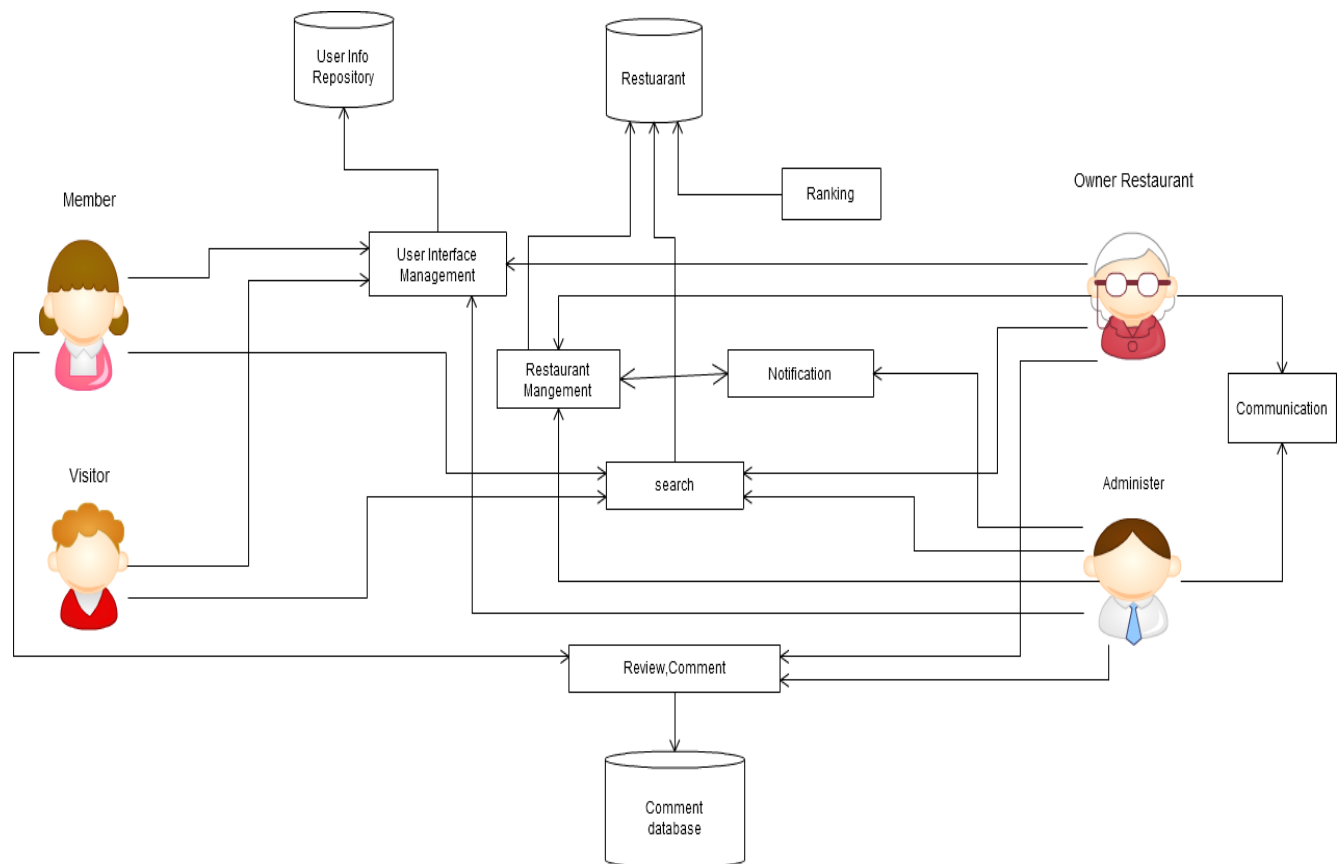 User Info
Repository
Restuarant
Ranking
Owner Restaurant
Member
User Interface
Management
Restaurant
Mangement
Notification
Communication
Visitor
search
Administer
Review,Comment
Comment
database